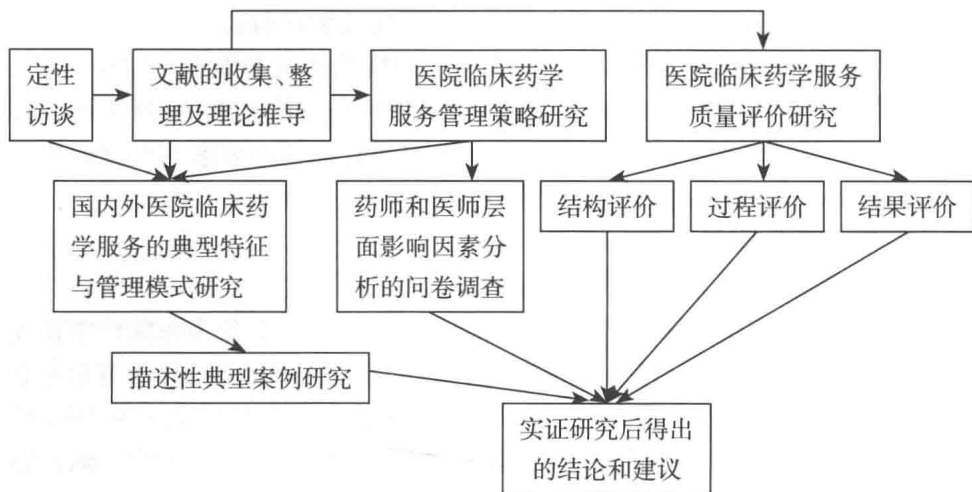 定性
访谈
文献的收集、整
理及理论推导
医院临床药学
服务管理策略研究
医院临床药学服务
质量评价研究
国内外医院临床药
学服务的典型特征
与管理模式研究
药师和医师层
面影响因素分
析的问卷调查
结构评价
过程评价
结果评价
描述性典型案例研究
实证研究后得出
的结论和建议